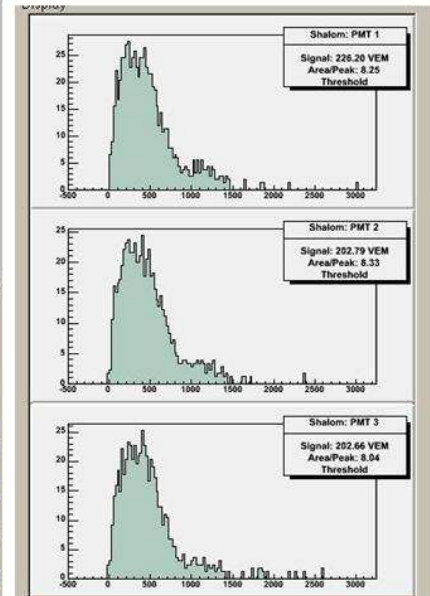 Display
Shalom: PMT 1
Signal: 226.20 VEM
Area/Peak: 8.25
Threshold
25
20
15
10
5
0
-500 0 500 1000 1500 2000 2500 3000
Shalom: PMT 2
Signal: 202.79 VEM
Area/Peak: 8.33
Threshold
25
20
15
10
5
0
-500 0 500 1000 1500 2000 2500 3000
Shalom: PMT 3
Signal: 202.66 VEM
Area/Peak: 8.04
Threshold
25
20
15
10
5
0
-500 0 500 1000 1500 2000 2500 3000